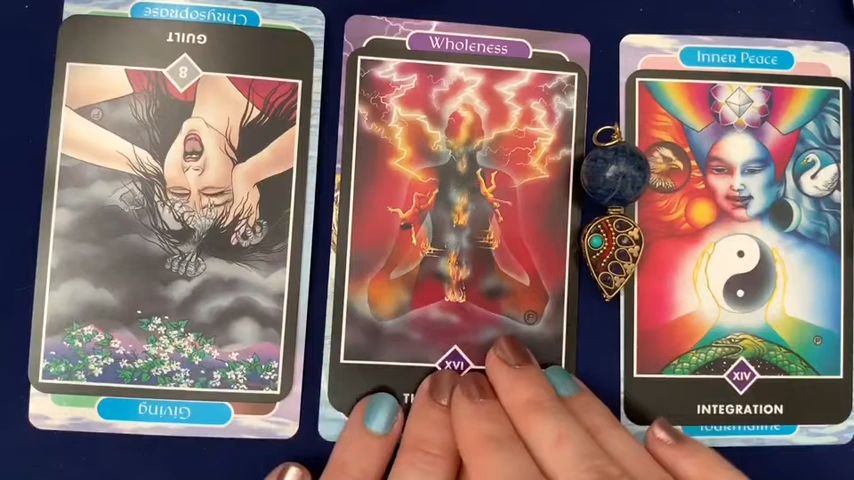 Chrysoprase
GUILT
8
Giving
Wholeness
XVI
Inner Peace
XIV
INTEGRATION